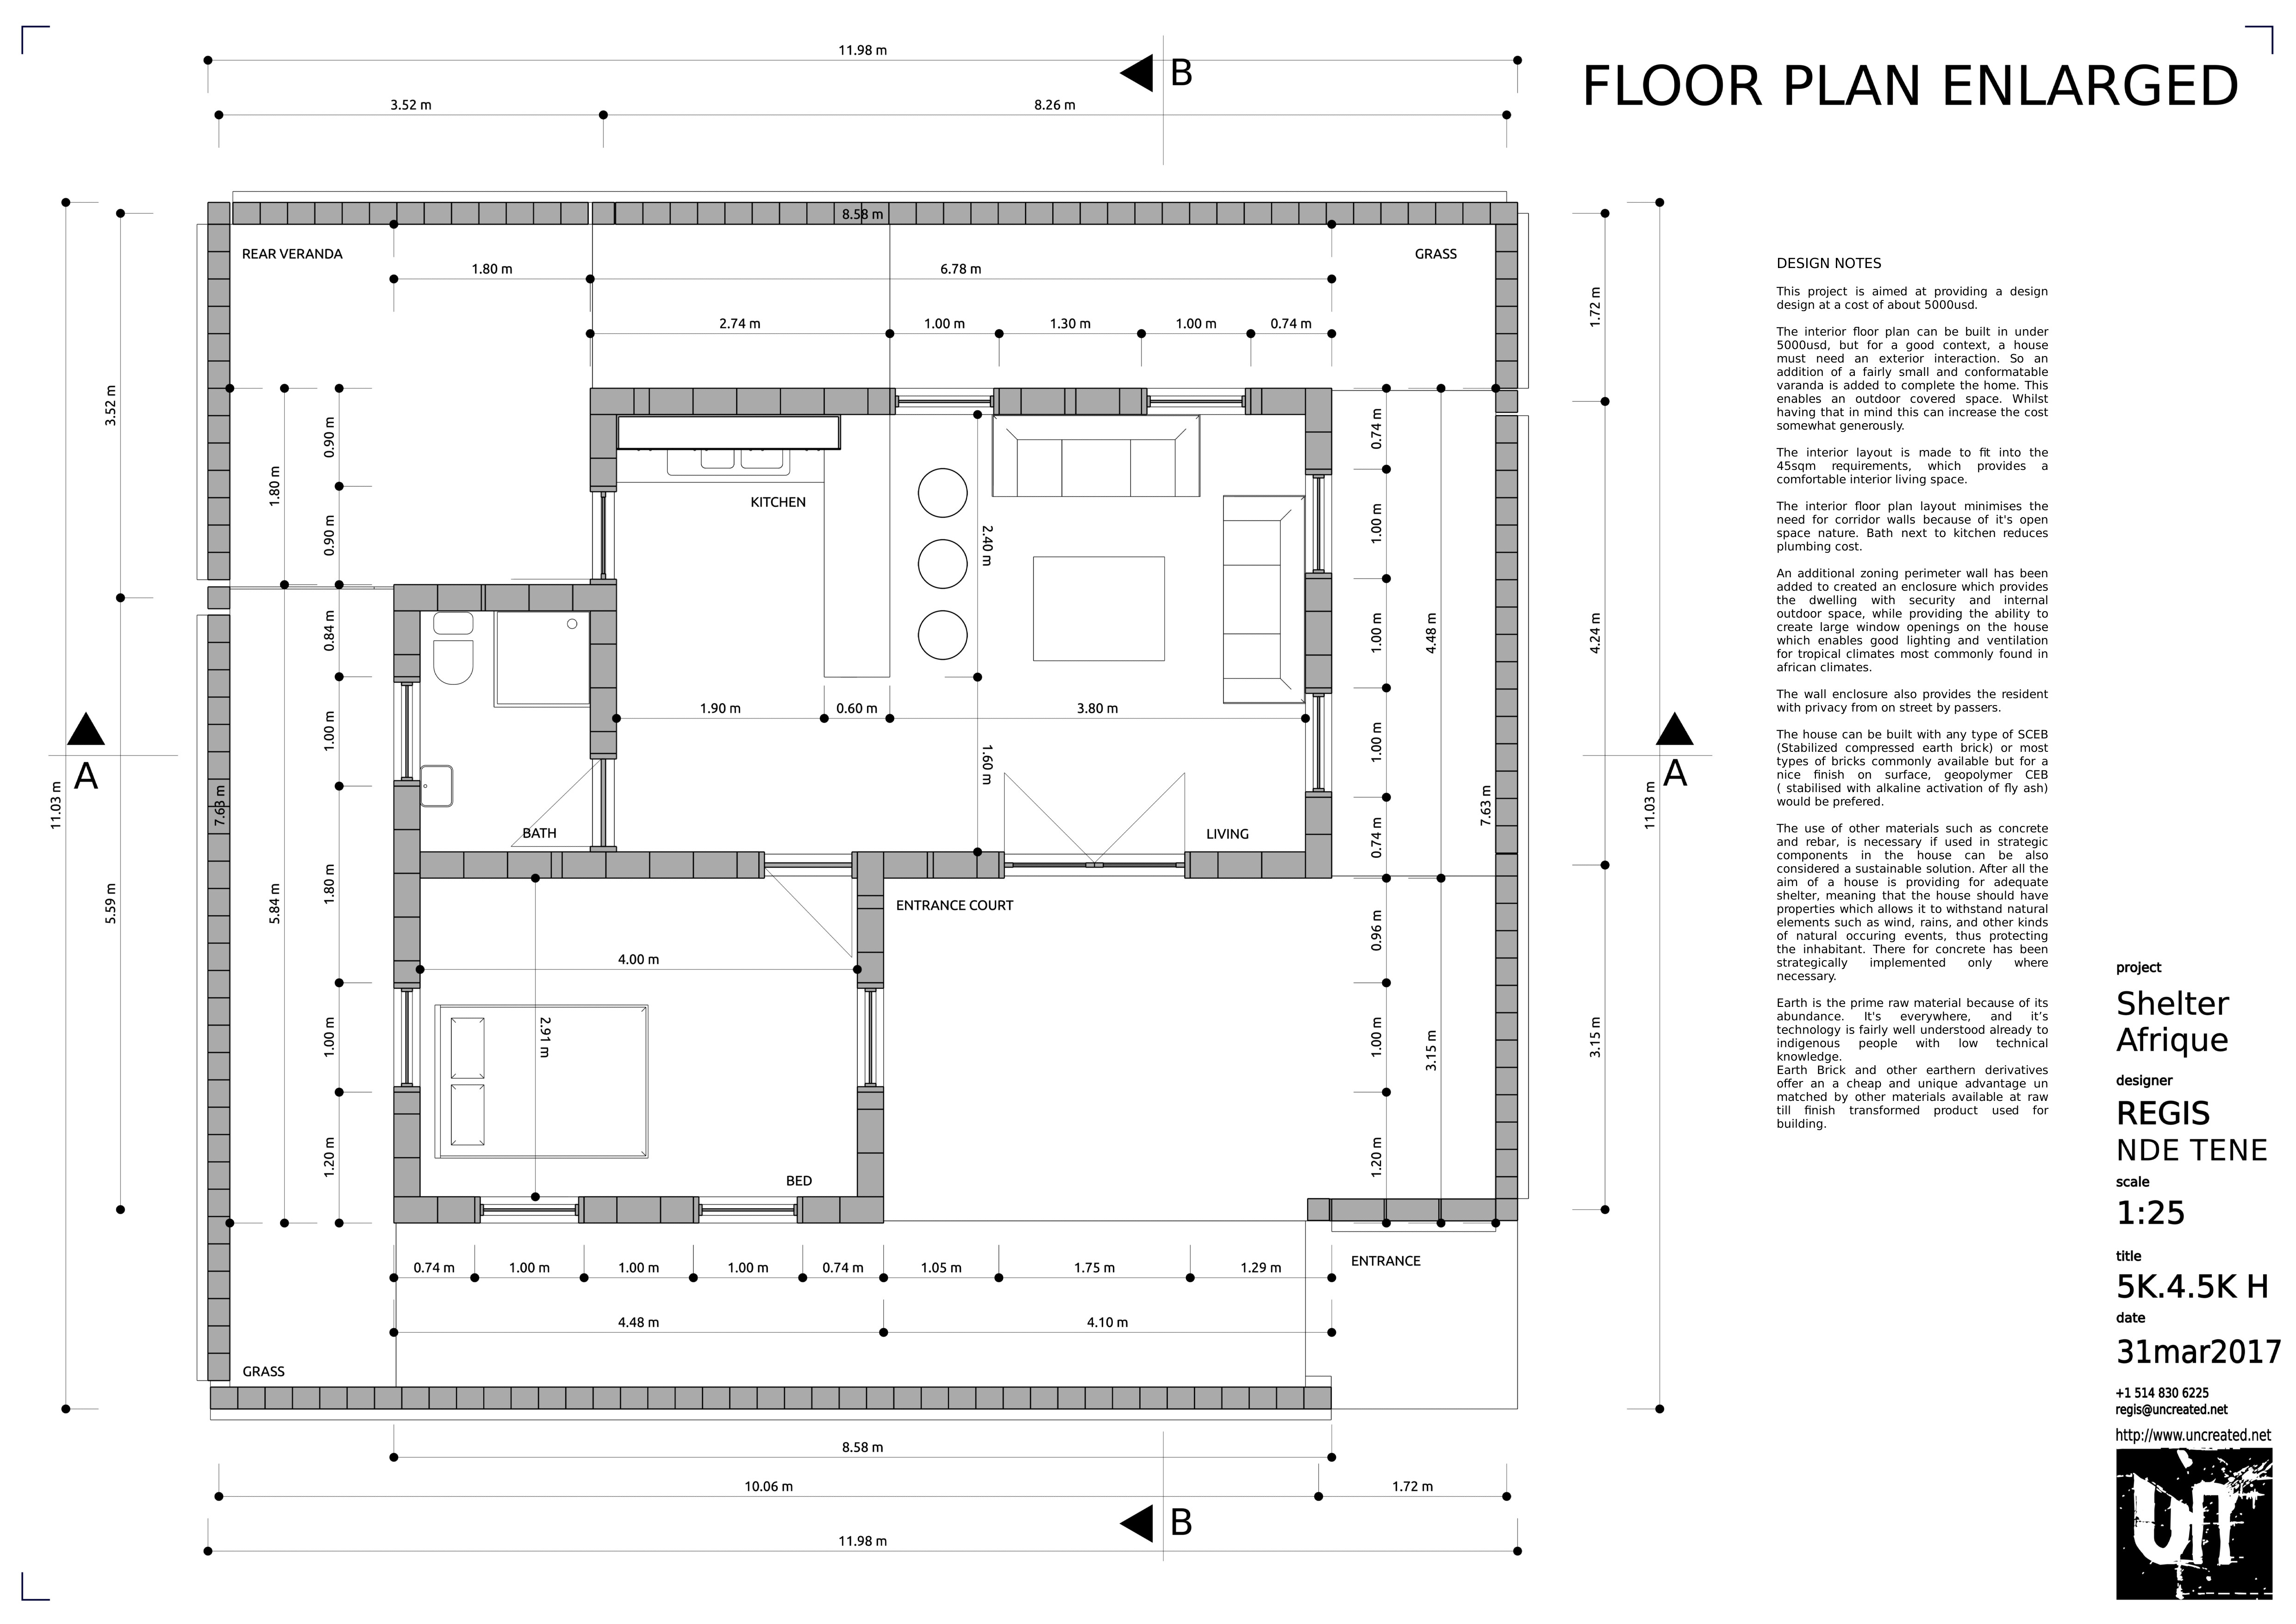 11.98 m
B
FLOOR PLAN ENLARGED
3.52 m
8.26 m
8.58 m
REAR VERANDA
GRASS
1.80 m
6.78 m
2.74 m
1.00 m
1.30 m
1.00 m
0.74 m
3.52 m
1.80 m
0.90 m
0.90 m
0.84 m
1.00 m
1.80 m
1.00 m
1.20 m
5.84 m
5.59 m
11.03 m
7.63 m
A
KITCHEN
2.40 m
1.90 m
0.60 m
3.80 m
1.60 m
BATH
LIVING
0.74 m
1.00 m
1.00 m
1.00 m
0.74 m
4.48 m
0.96 m
1.00 m
1.20 m
3.15 m
7.63 m
1.72 m
4.24 m
3.15 m
11.03 m
A
ENTRANCE COURT
4.00 m
2.91 m
BED
0.74 m
1.00 m
1.00 m
1.00 m
0.74 m
1.05 m
1.75 m
1.29 m
ENTRANCE
4.48 m
4.10 m
GRASS
8.58 m
10.06 m
1.72 m
B
11.98 m
DESIGN NOTES
This project is aimed at providing a design
design at a cost of about 5000usd.
The interior floor plan can be built in under
5000usd, but for a good context, a house
must need an exterior interaction. So an
addition of a fairly small and conformatable
varanda is added to complete the home. This
enables an outdoor covered space. Whilst
having that in mind this can increase the cost
somewhat generously.
The interior layout is made to fit into the
45sqm requirements, which provides a
comfortable interior living space.
The interior floor plan layout minimises the
need for corridor walls because of it's open
space nature. Bath next to kitchen reduces
plumbing cost.
An additional zoning perimeter wall has been
added to created an enclosure which provides
the dwelling with security and internal
outdoor space, while providing the ability to
create large window openings on the house
which enables good lighting and ventilation
for tropical climates most commonly found in
african climates.
The wall enclosure also provides the resident
with privacy from on street by passers.
The house can be built with any type of SCEB
(Stabilized compressed earth brick) or most
types of bricks commonly available but for a
nice finish on surface, geopolymer CEB
( stabilised with alkaline activation of fly ash)
would be prefered.
The use of other materials such as concrete
and rebar, is necessary if used in strategic
components in the house can be also
considered a sustainable solution. After all the
aim of a house is providing for adequate
shelter, meaning that the house should have
properties which allows it to withstand natural
elements such as wind, rains, and other kinds
of natural occuring events, thus protecting
the inhabitant. There for concrete has been
strategically implemented only where
necessary.
Earth is the prime raw material because of its
abundance. It's everywhere, and it's
technology is fairly well understood already to
indigenous people with low technical
knowledge.
Earth Brick and other earthern derivatives
offer an a cheap and unique advantage un
matched by other materials available at raw
till finish transformed product used for
building.
project
Shelter
Afrique
designer
REGIS
NDE TENE
scale
1:25
title
5K.4.5K H
date
31mar2017
+1 514 830 6225
regis@uncreated.net
http://www.uncreated.net